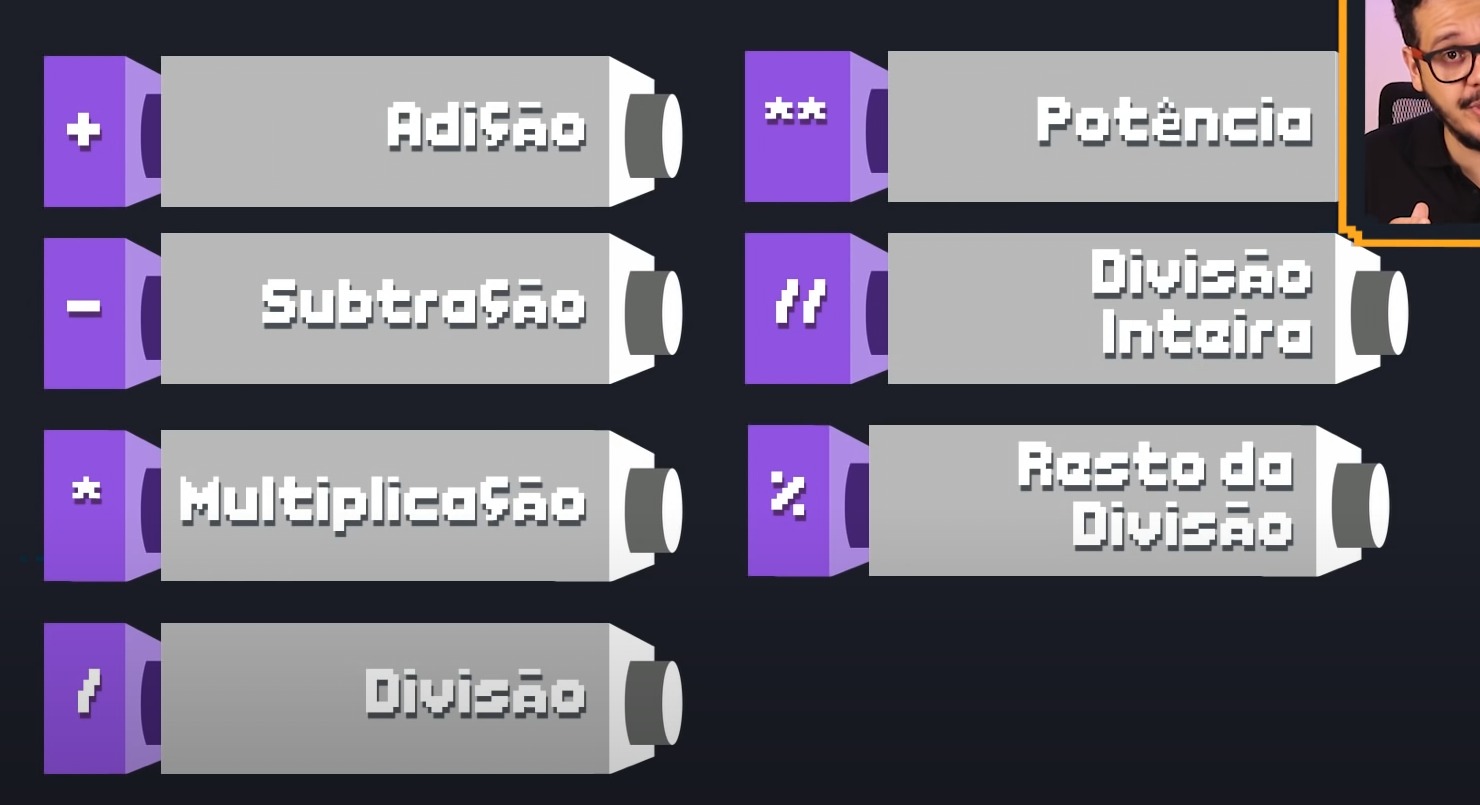 + Adição
- Subtração
* Multiplicação
/ Divisão
** Potência
// Divisão
Inteira
% Resto da
Divisão